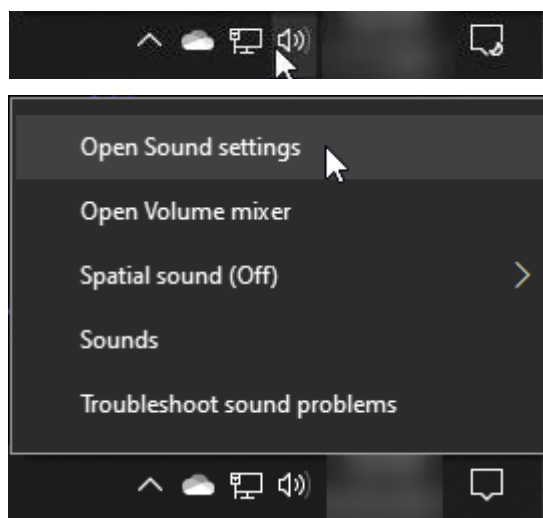 Open Sound settings
Open Volume mixer
Spatial sound (Off)
Sounds
Troubleshoot sound problems